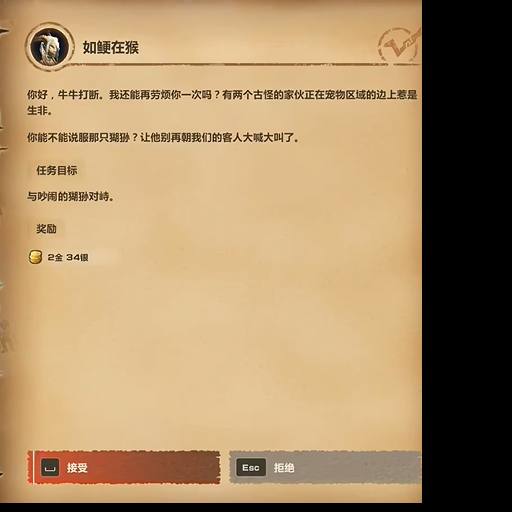 如鲠在猴
你好，牛牛打断。我还能再劳烦你一次吗？有两个古怪的家伙正在宠物区域的边上惹是
生非。
你能不能说服那只猢狲？让他别再朝我们的客人大喊大叫了。
任务目标
与吵闹的猢狲对峙。
奖励
2金 34银
接受
Esc 拒绝